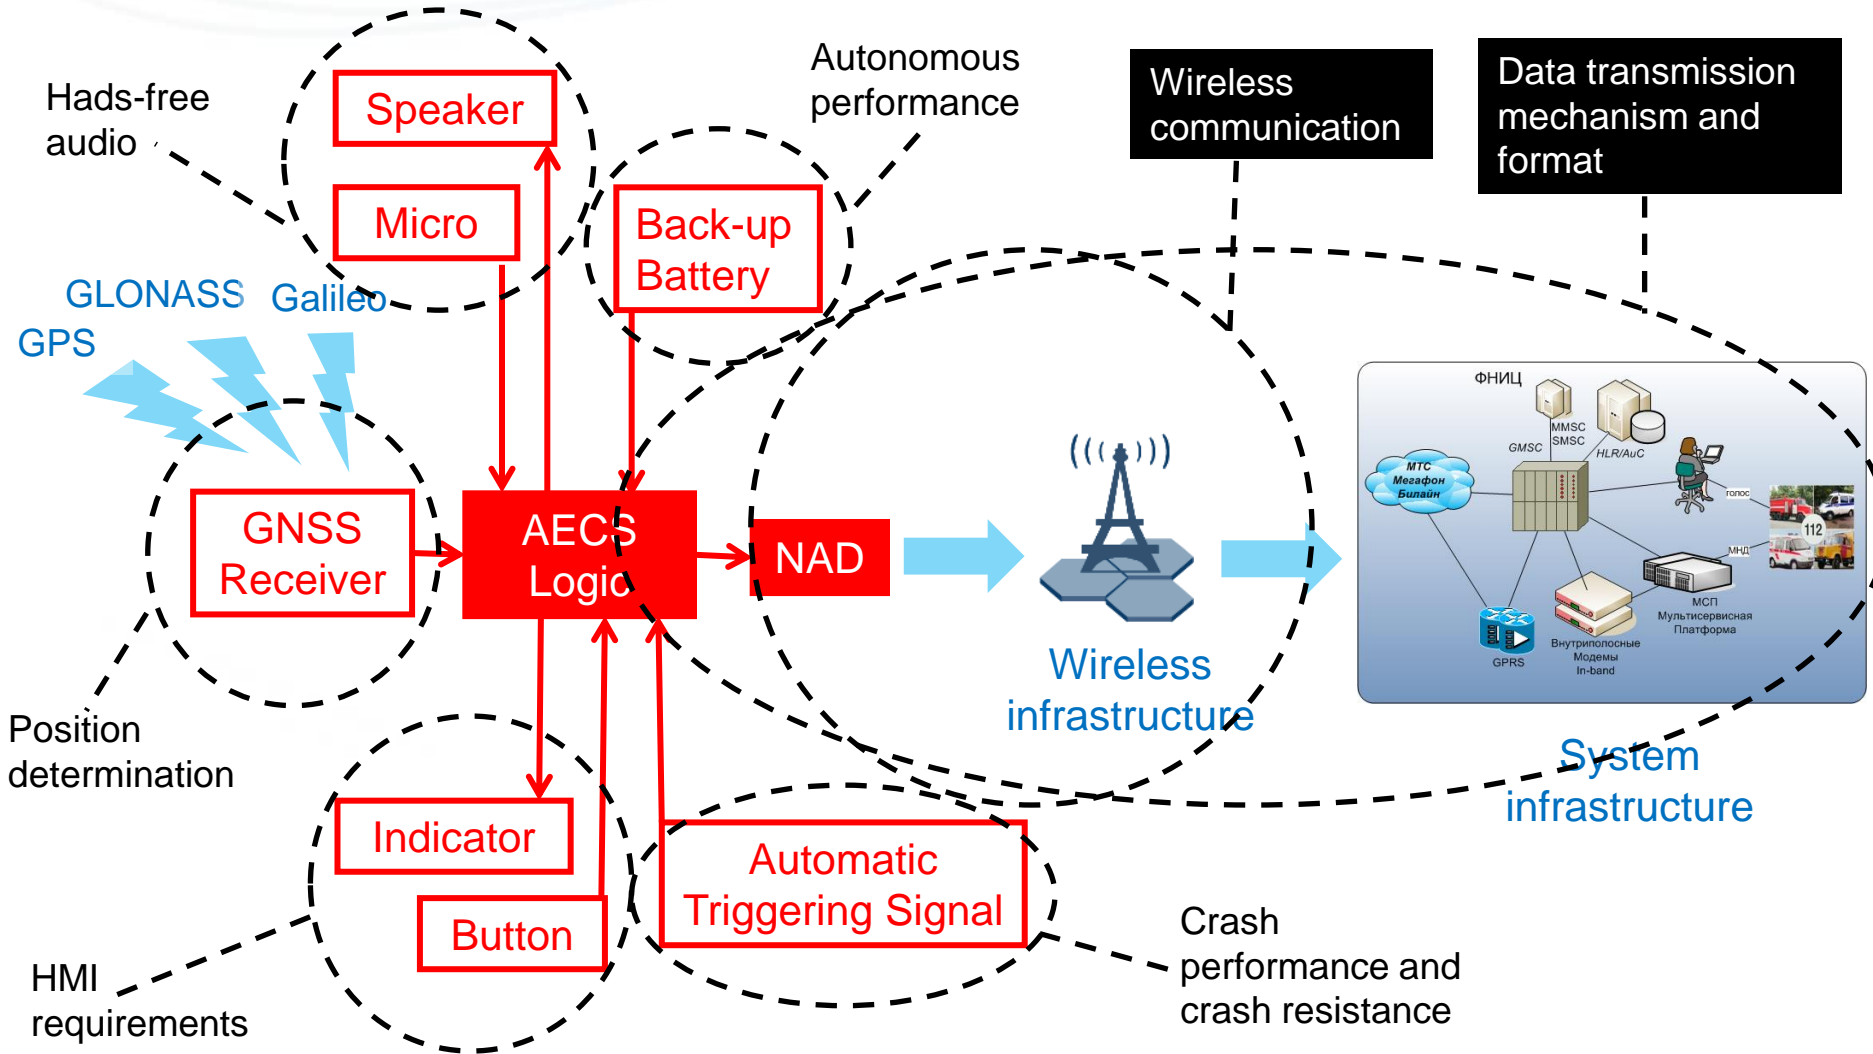 Hads-free
audio
Speaker
Micro
Autonomous
performance
Back-up
Battery
Wireless
communication
Data transmission
mechanism and
format
GLONASS
Galileo
GPS
GNSS
Receiver
AECS
Logic
NAD
Wireless
infrastructure
ФНИЦ
MMSC
SMSC
GMSC
HLR/AuC
МТС
Мегафон
Билайн
голос
112
МНД
МСП
Мультисервисная
Платформа
Внутриполосные
Модемы
In-band
GPRS
System
infrastructure
Position
determination
Indicator
Button
Automatic
Triggering Signal
HMI
requirements
Crash
performance and
crash resistance